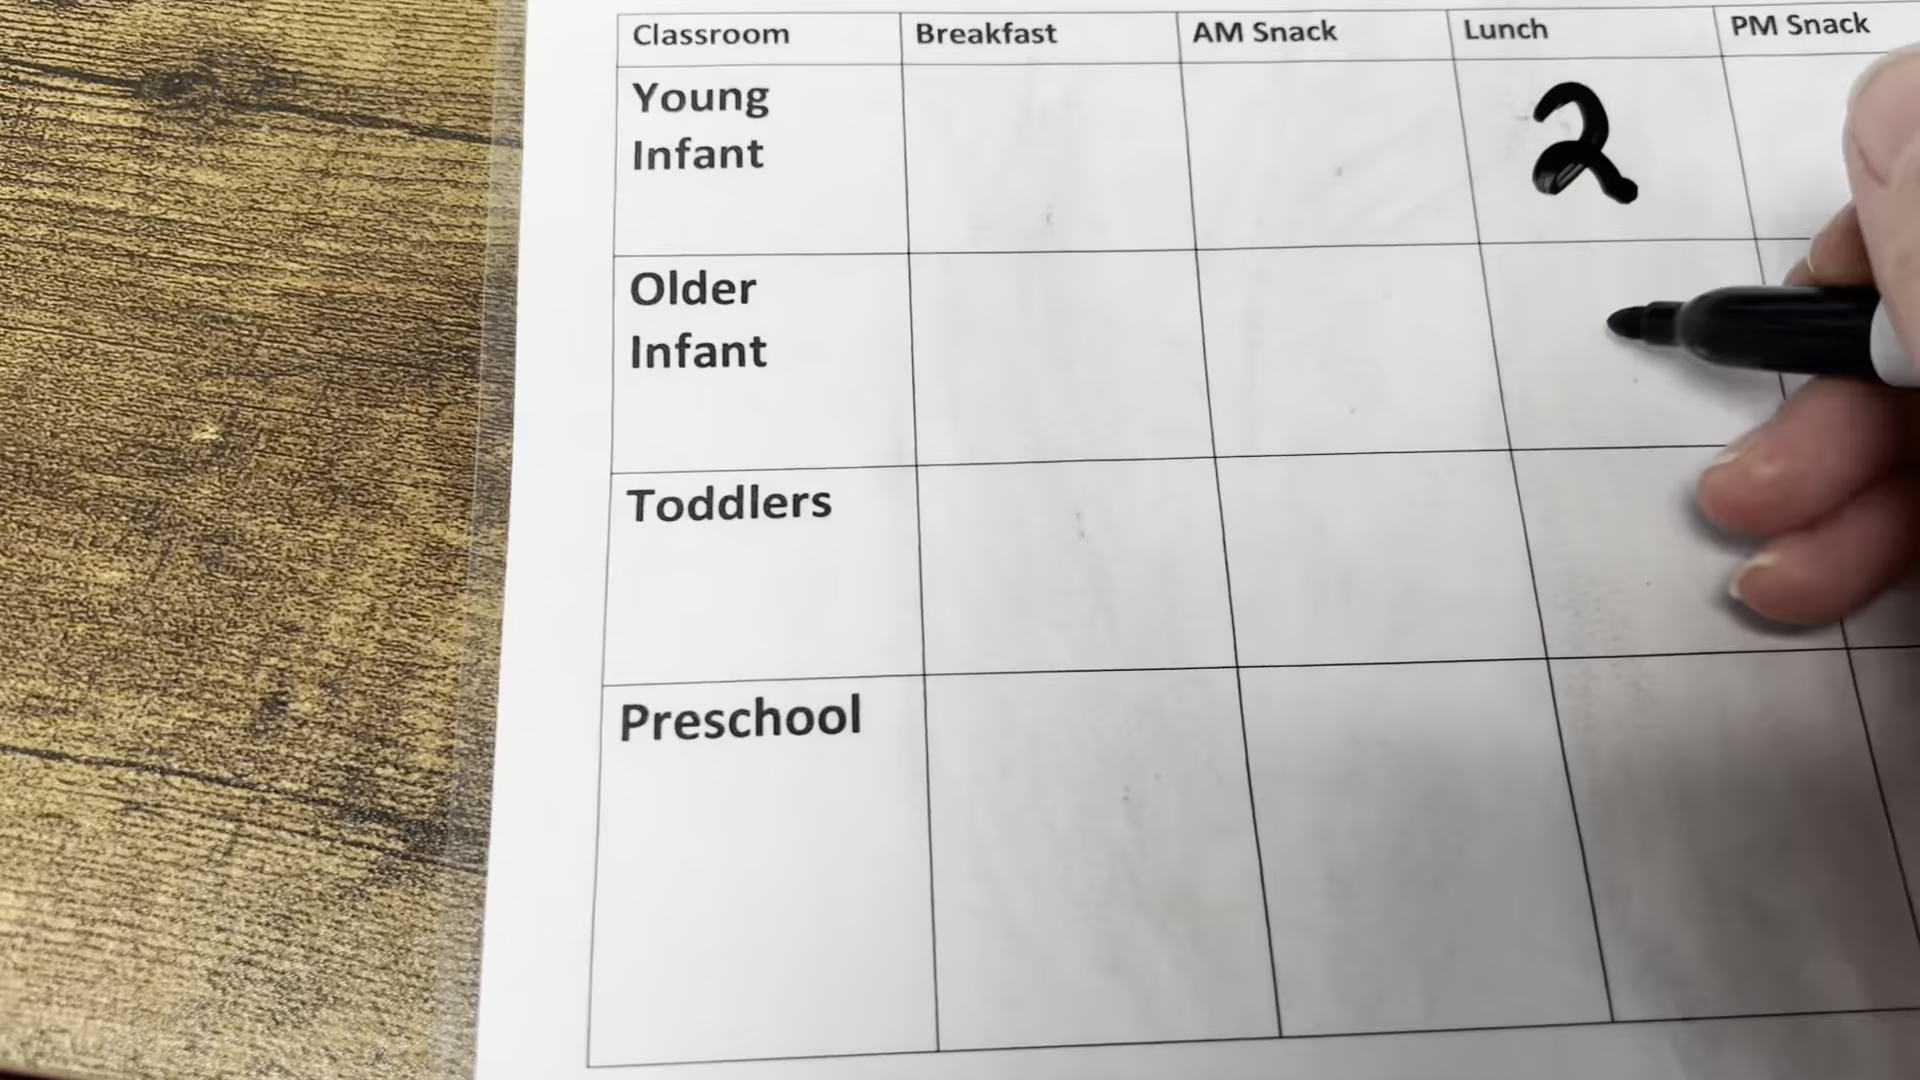 Classroom Breakfast AM Snack Lunch PM Snack
Young 2
Infant
Older
Infant
Toddlers
Preschool